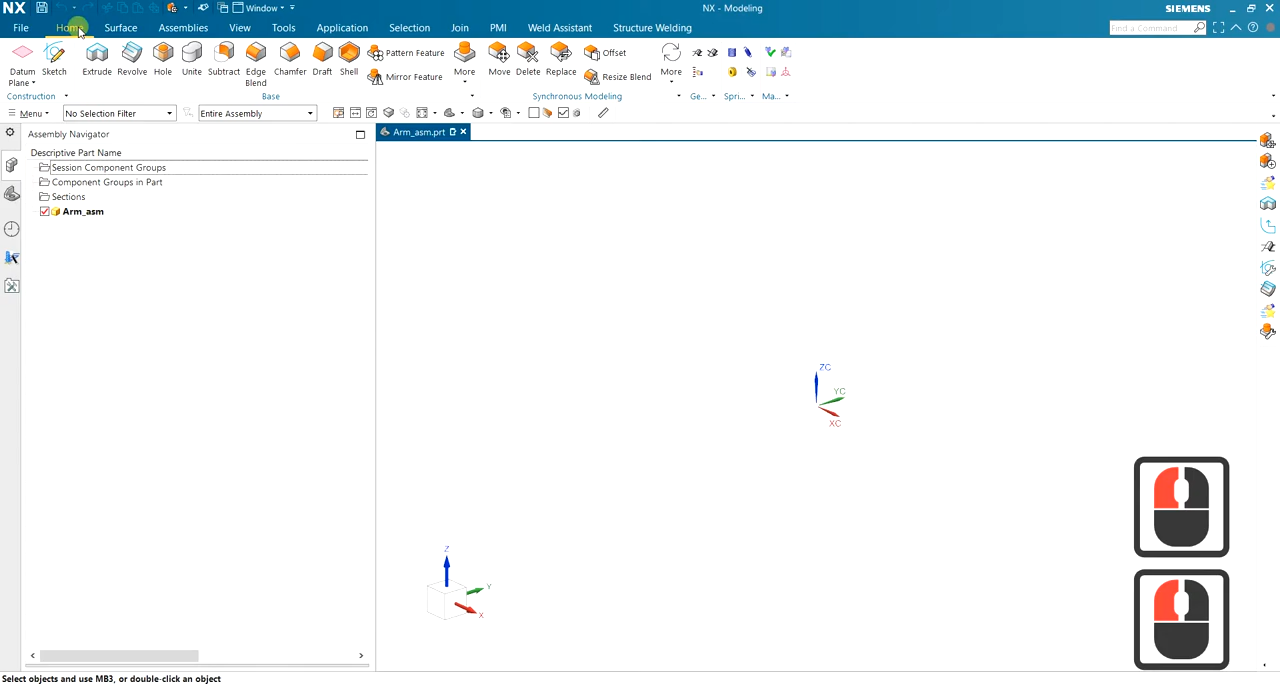 NX Window NX - Modeling SIEMENS
File Home Surface Assemblies View Tools Application Selection Join PMI Weld Assistant Structure Welding Find a Command
Pattern Feature Offset
Mirror Feature Resize Blend
Datum Plane Sketch Extrude Revolve Hole Unite Subtract Edge Blend Chamfer Draft Shell More Move Delete Replace More
Construction Base Synchronous Modeling Ge... Spri... Ma...
Menu No Selection Filter Entire Assembly
Assembly Navigator
Arm_asm.prt
Descriptive Part Name
Session Component Groups
Component Groups in Part
Sections
Arm_asm
ZC
YC
XC
Z
Y
X
Select objects and use MB3, or double-click an object